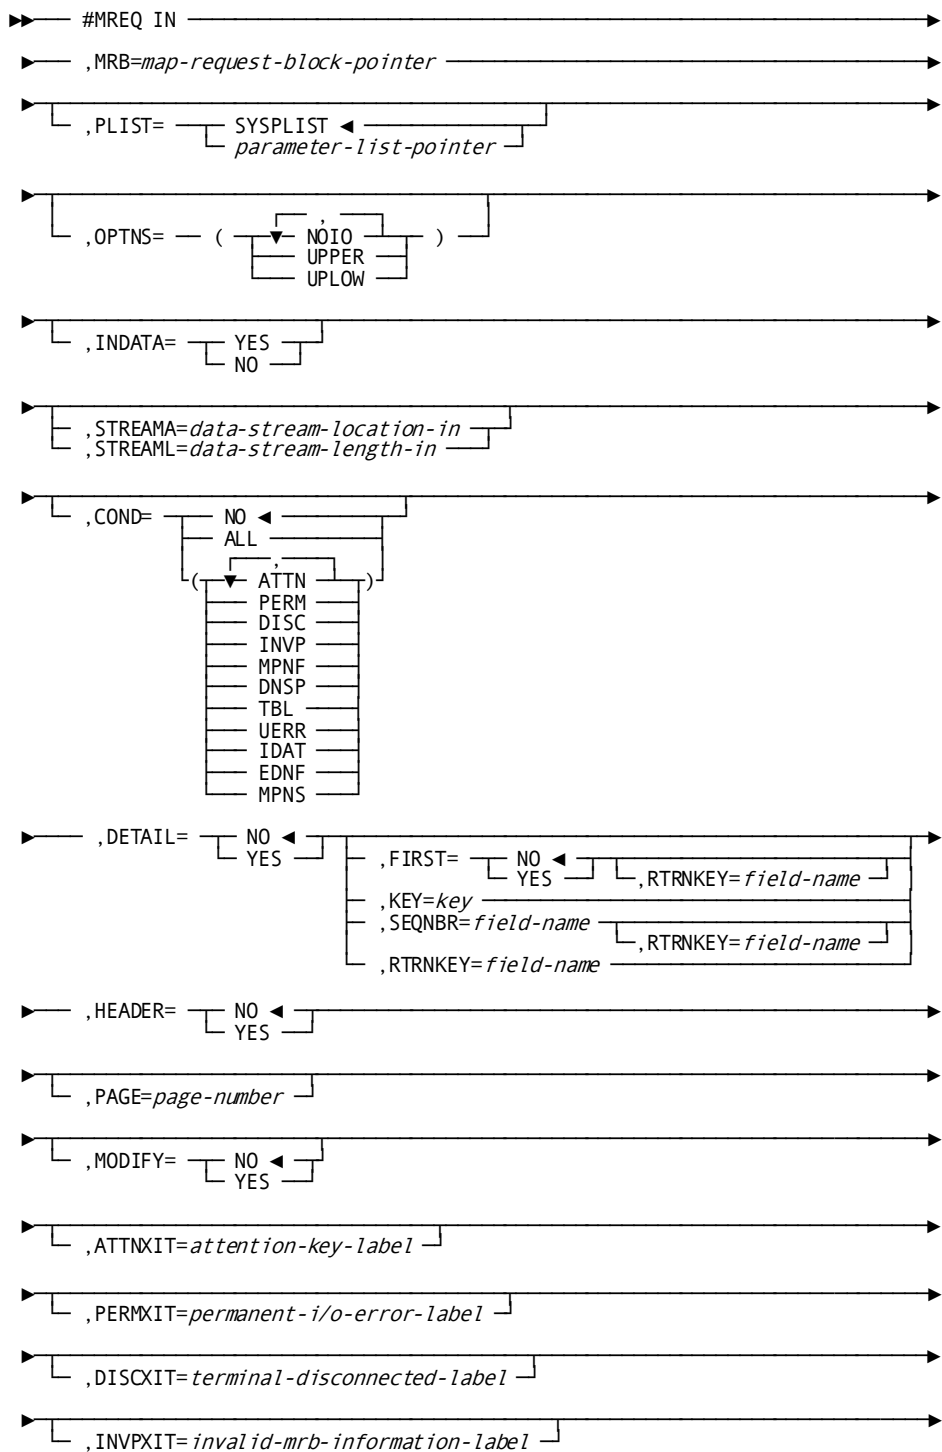 #MREQ IN
,MRB=map-request-block-pointer
,PLIST= SYSPLIST
parameter-list-pointer
,
,OPTNS= ( NOIO )
UPPER
UPLOW
,INDATA= YES
NO
,STREAMA=data-stream-location-in
,STREAML=data-stream-length-in
,COND= NO
ALL
,
( ATTN )
PERM
DISC
INVP
MPNF
DNSP
TBL
UERR
IDAT
EDNF
MPNS
,DETAIL= NO
YES
,FIRST= NO
YES ,RTRNKEY=field-name
,KEY=key
,SEQNBR=field-name
,RTRNKEY=field-name
,RTRNKEY=field-name
,HEADER= NO
YES
,PAGE=page-number
,MODIFY= NO
YES
,ATTNXIT=attention-key-label
,PERMXIT=permanent-i/o-error-label
,DISCXIT=terminal-disconnected-label
,INVPXIT=invalid-mrb-information-label